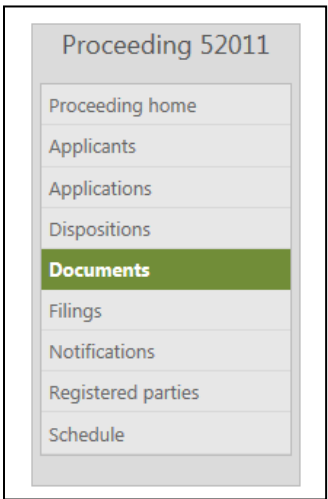 Proceeding 52011
Proceeding home
Applicants
Applications
Dispositions
Documents
Filings
Notifications
Registered parties
Schedule